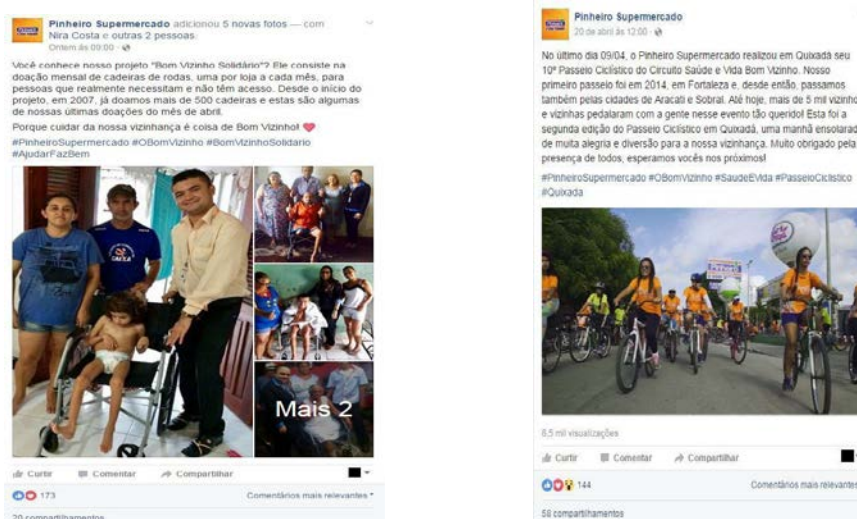 Pinheiro Supermercado adicionou 5 novas fotos — com
Nira Costa e outras 2 pessoas.
Ontem às 09:00
Você conhece nosso projeto "Bom Vizinho Solidário"? Ele consiste na
doação mensal de cadeiras de rodas, uma por loja a cada mês, para
pessoas que realmente necessitam e não têm acesso. Desde o início do
projeto, em 2007, já doamos mais de 500 cadeiras e estas são algumas
de nossas últimas doações do mês de abril.
Porque cuidar da nossa vizinhança é coisa de Bom Vizinho!
#PinheiroSupermercado #OBomVizinho #BomVizinhoSolidario
#AjudarFazBem
CAIXA
Mais 2
Curtir Comentar Compartilhar
173 Comentários mais relevantes
20 compartilhamentos
Pinheiro Supermercado
20 de abril às 12:00
No último dia 09/04, o Pinheiro Supermercado realizou em Quixadá seu
10º Passeio Ciclístico do Circuito Saúde e Vida Bom Vizinho. Nosso
primeiro passeio foi em 2014, em Fortaleza e, desde então, passamos
também pelas cidades de Aracati e Sobral. Até hoje, mais de 5 mil vizinho
e vizinhas pedalaram com a gente nesse evento tão querido! Esta foi a
segunda edição do Passeio Ciclístico em Quixadá, uma manhã ensolarad
de muita alegria e diversão para a nossa vizinhança. Muito obrigado pela
presença de todos, esperamos vocês nos próximos!
#PinheiroSupermercado #OBomVizinho #SaudeEVida #PasseioCiclistico
#Quixada
6,5 mil visualizações
Curtir Comentar Compartilhar
144 Comentários mais relevantes
58 compartilhamentos